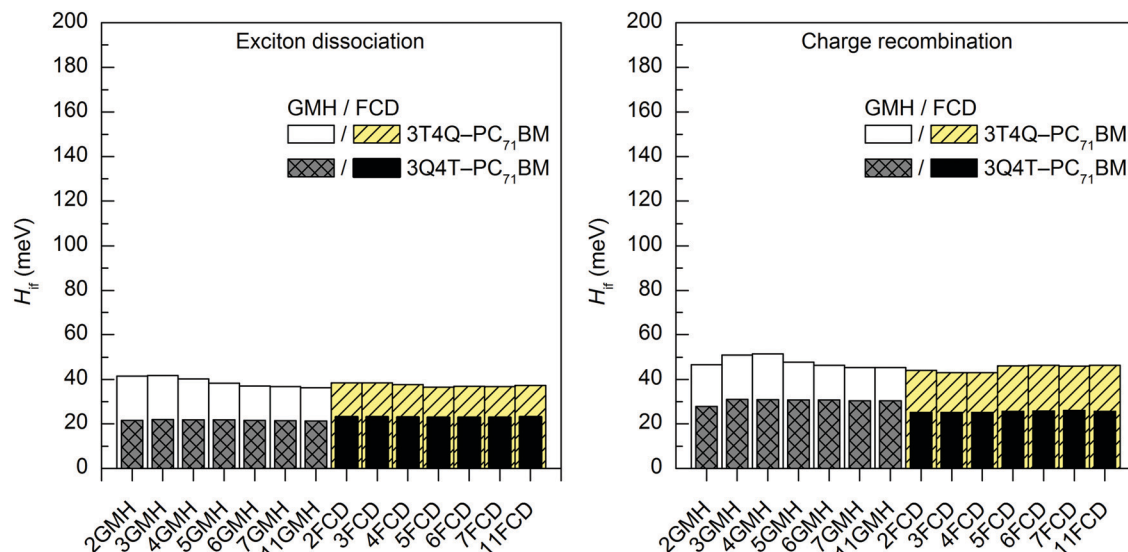 Exciton dissociation
GMH / FCD
/ 3T4Q–PC71BM
/ 3Q4T–PC71BM
Hif (meV)
200
180
160
140
120
100
80
60
40
20
0
2GMH
3GMH
4GMH
5GMH
6GMH
7GMH
11GMH
2FCD
3FCD
4FCD
5FCD
6FCD
7FCD
11FCD
Charge recombination
GMH / FCD
/ 3T4Q–PC71BM
/ 3Q4T–PC71BM
Hif (meV)
200
180
160
140
120
100
80
60
40
20
0
2GMH
3GMH
4GMH
5GMH
6GMH
7GMH
11GMH
2FCD
3FCD
4FCD
5FCD
6FCD
7FCD
11FCD